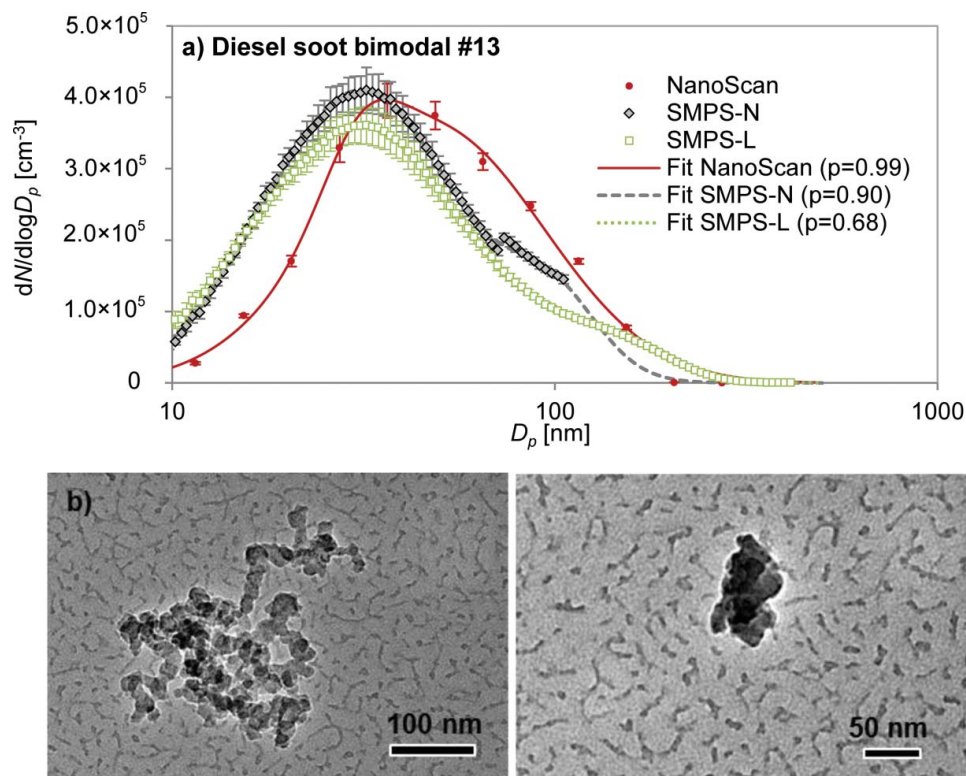 5.0×10⁵
a) Diesel soot bimodal #13
4.0×10⁵
3.0×10⁵
2.0×10⁵
1.0×10⁵
0
dN/dlogDₚ [cm⁻³]
NanoScan
SMPS-N
SMPS-L
Fit NanoScan (p=0.99)
Fit SMPS-N (p=0.90)
Fit SMPS-L (p=0.68)
10
100
1000
Dₚ [nm]
b)
100 nm
50 nm